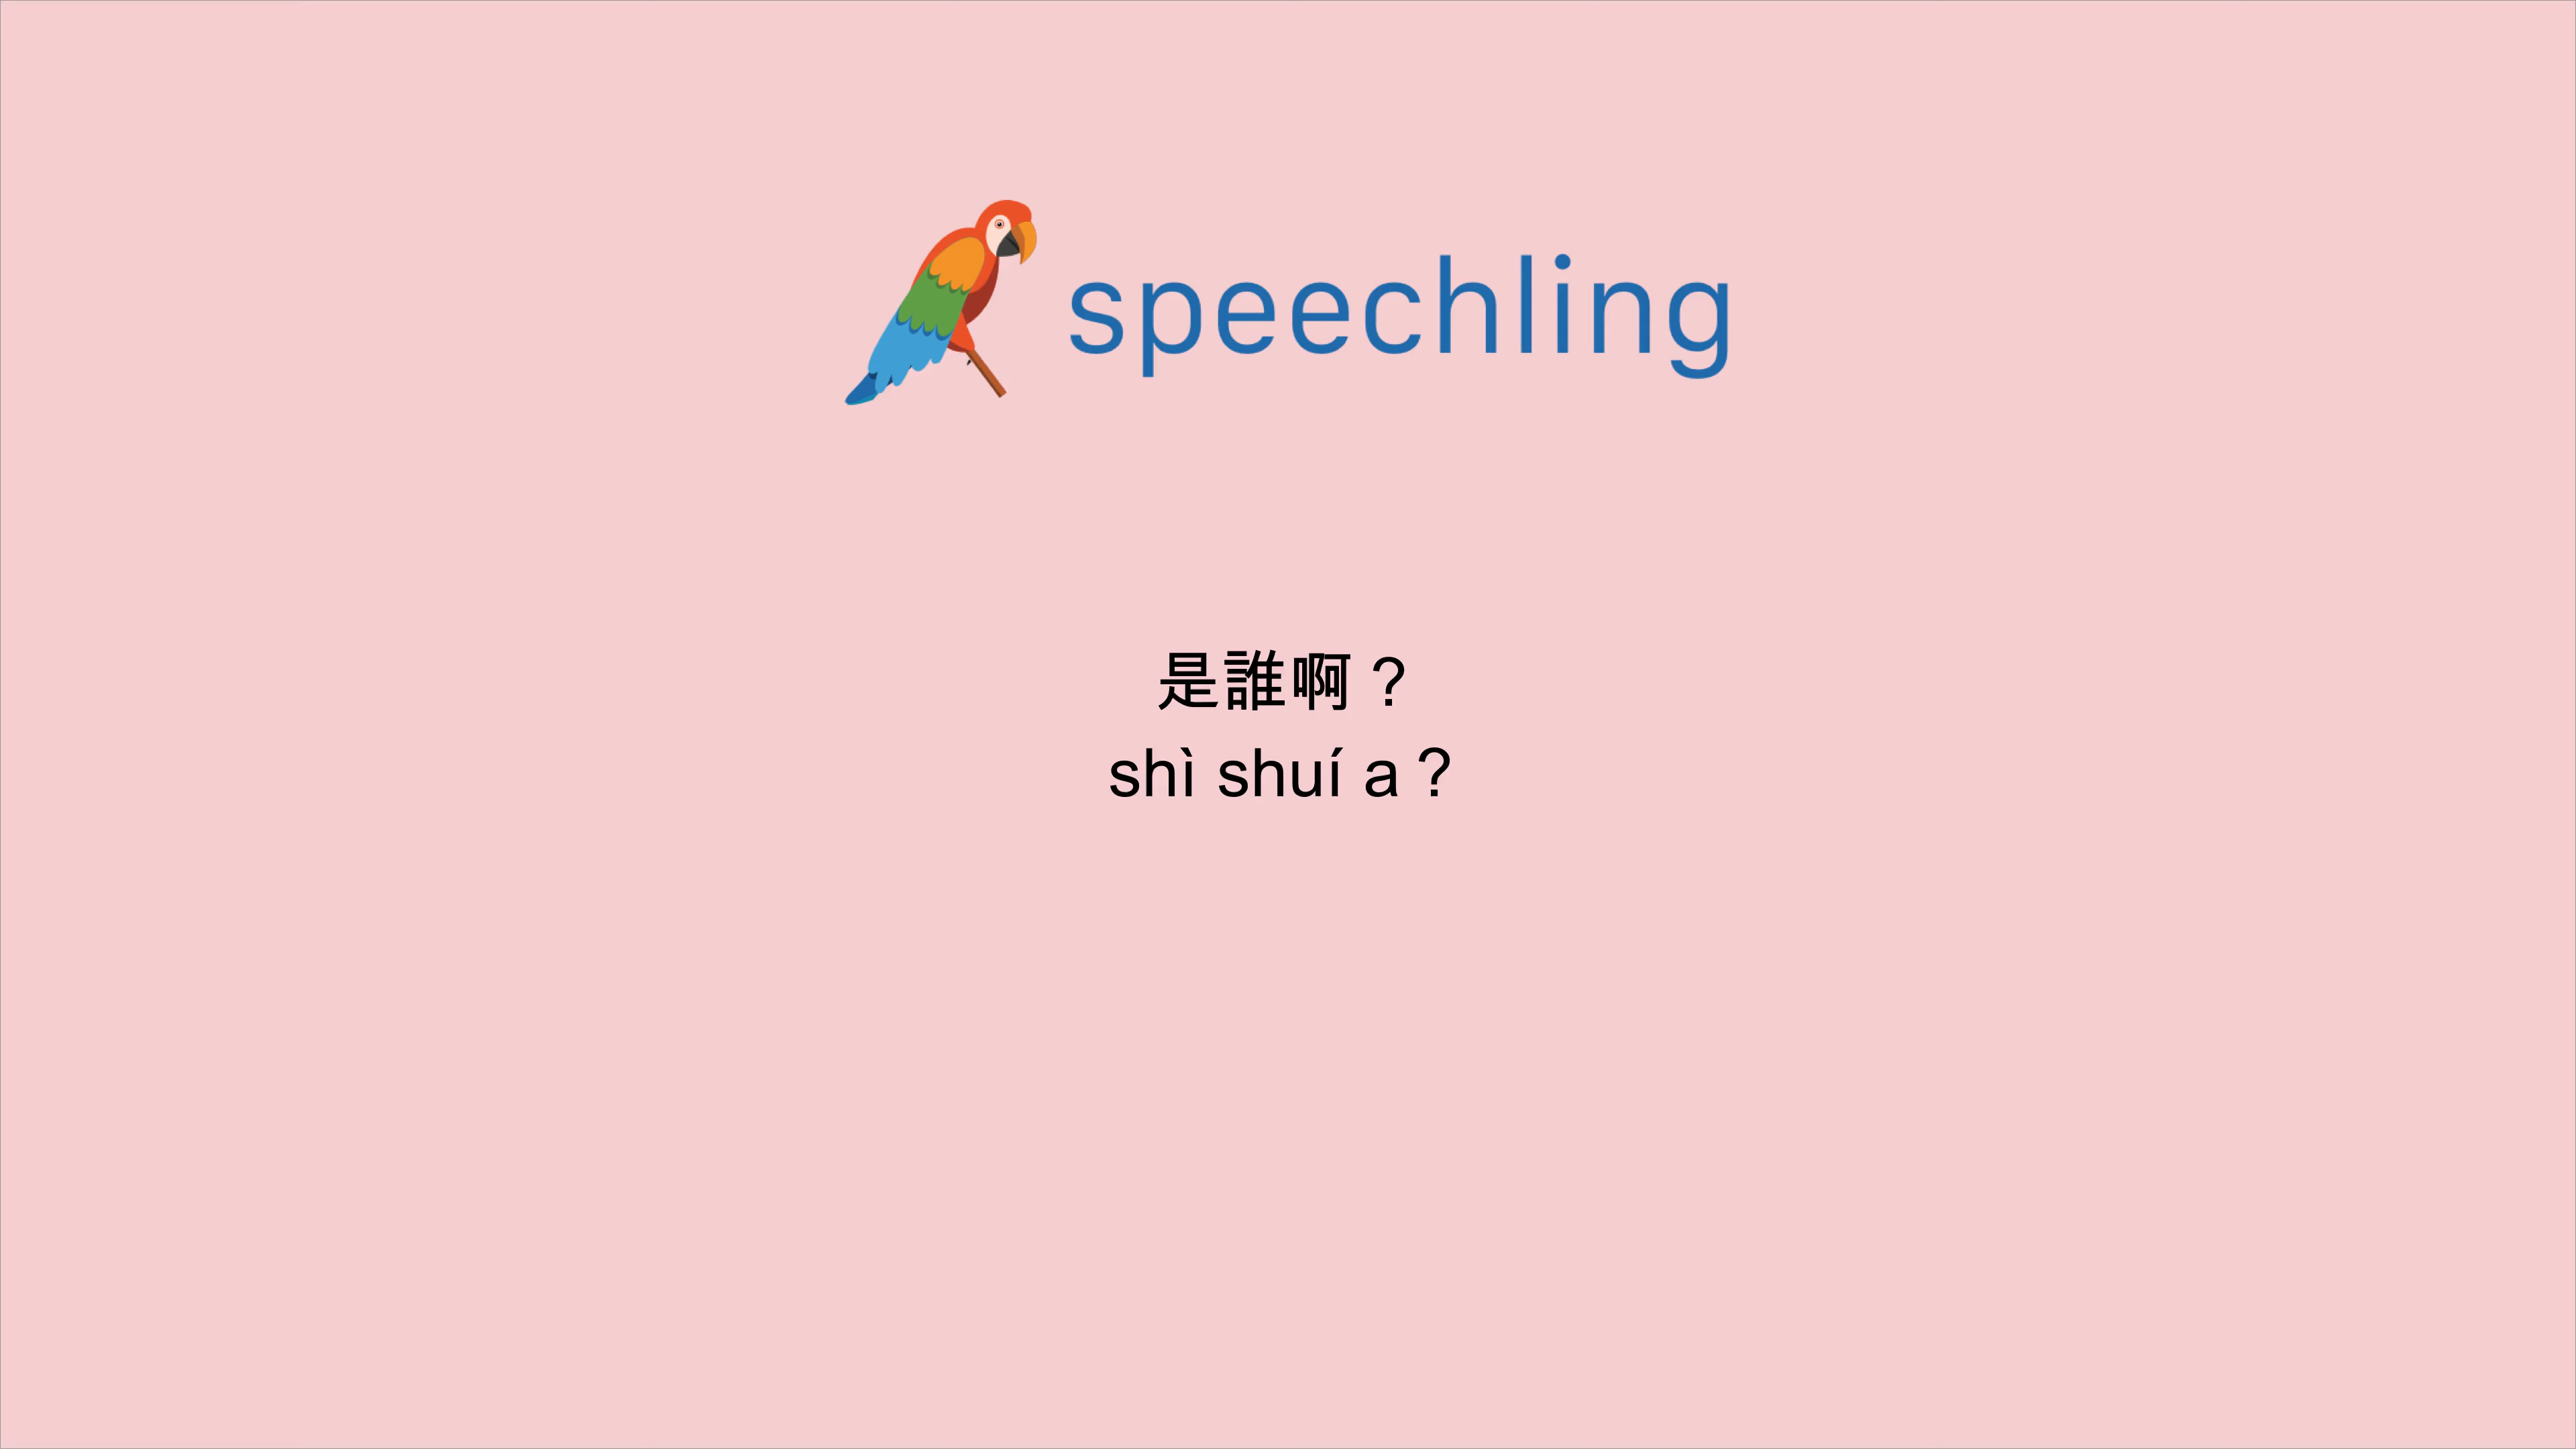 speechling
是誰啊？
shì shuí a？